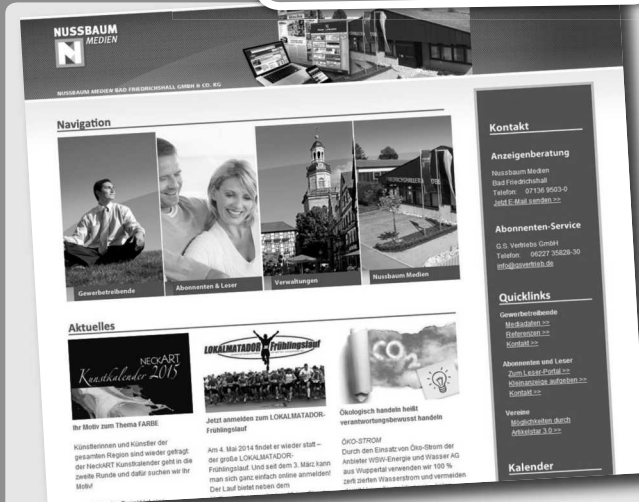 NUSSBAUM
MEDIEN
NUSSBAUM MEDIEN BAD FRIEDRICHSHALL GMBH & CO. KG
Navigation
Gewerbetreibende
Abonnenten & Leser
Verwaltungen
Nussbaum Medien
Aktuelles
NECKART
Kunstkalender 2015
Ihr Motiv zum Thema FARBE
Künstlerinnen und Künstler der
gesamten Region sind wieder gefragt:
der NeckART Kunstkalender geht in die
zweite Runde und dafür suchen wir Ihr
Motiv!
LOKALMATADOR Frühlingslauf
Jetzt anmelden zum LOKALMATADOR-
Frühlingslauf
Am 4. Mai 2014 findet er wieder statt –
der große LOKALMATADOR-
Frühlingslauf. Und seit dem 3. März kann
man sich ganz einfach online anmelden!
Der Lauf bietet neben dem
CO2
Ökologisch handeln heißt
verantwortungsbewusst handeln
ÖKO-STROM
Durch den Einsatz von Öko-Strom der
Anbieter WSW-Energie und Wasser AG
aus Wuppertal verwenden wir 100 %
zertifizierten Wasserstrom und vermeiden
Kontakt
Anzeigenberatung
Nussbaum Medien
Bad Friedrichshall
Telefon: 07136 9503-0
Jetzt E-Mail senden >>
Abonnenten-Service
G.S. Vertriebs GmbH
Telefon: 06227 35828-30
info@gsvertrieb.de
Quicklinks
Gewerbetreibende
Mediadaten >>
Referenzen >>
Kontakt >>
Abonnenten und Leser
Zum Leser-Portal >>
Kleinanzeige aufgeben >>
Kontakt >>
Vereine
Möglichkeiten durch
Artikelstar 3.0 >>
Kalender